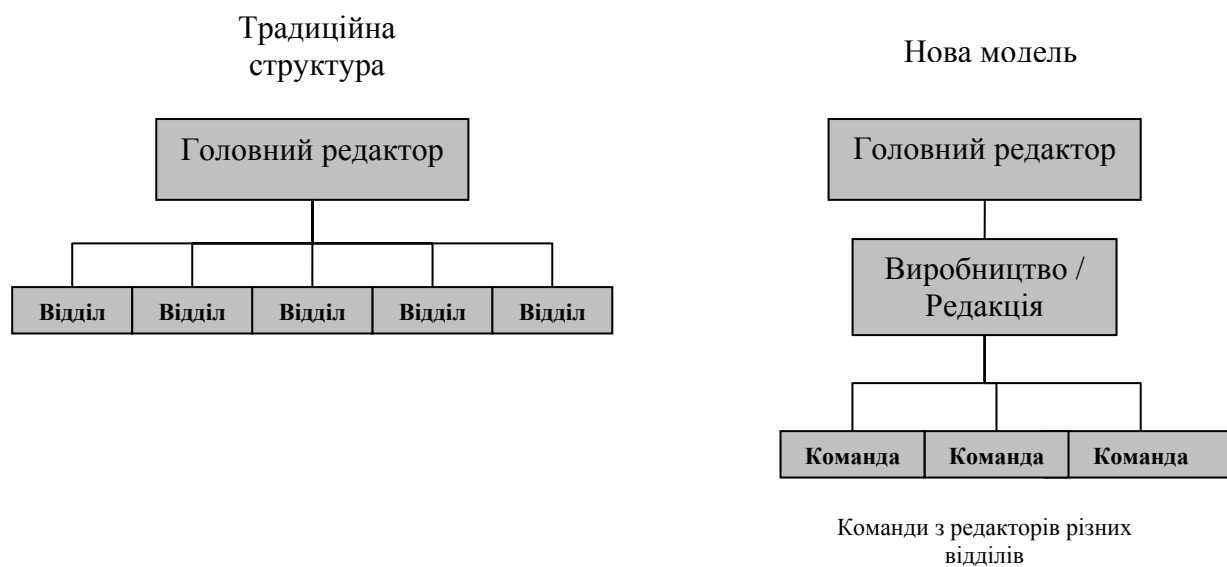 Традиційна
структура
Головний редактор
Відділ Відділ Відділ Відділ Відділ
Нова модель
Головний редактор
Виробництво /
Редакція
Команда Команда Команда
Команди з редакторів різних
відділів